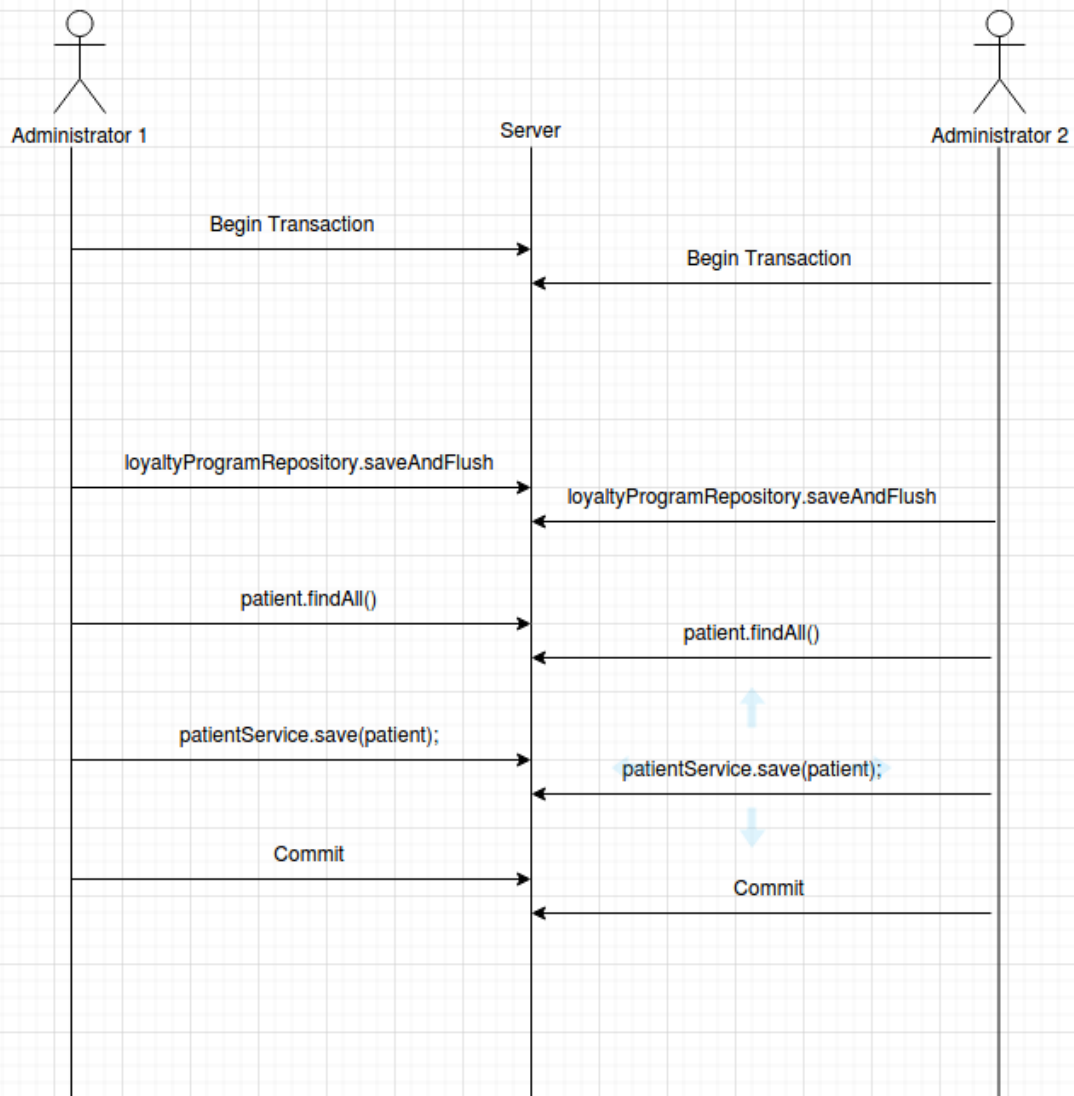 Administrator 1
Server
Administrator 2
Begin Transaction
Begin Transaction
loyaltyProgramRepository.saveAndFlush
loyaltyProgramRepository.saveAndFlush
patient.findAll()
patient.findAll()
patientService.save(patient);
patientService.save(patient);
Commit
Commit